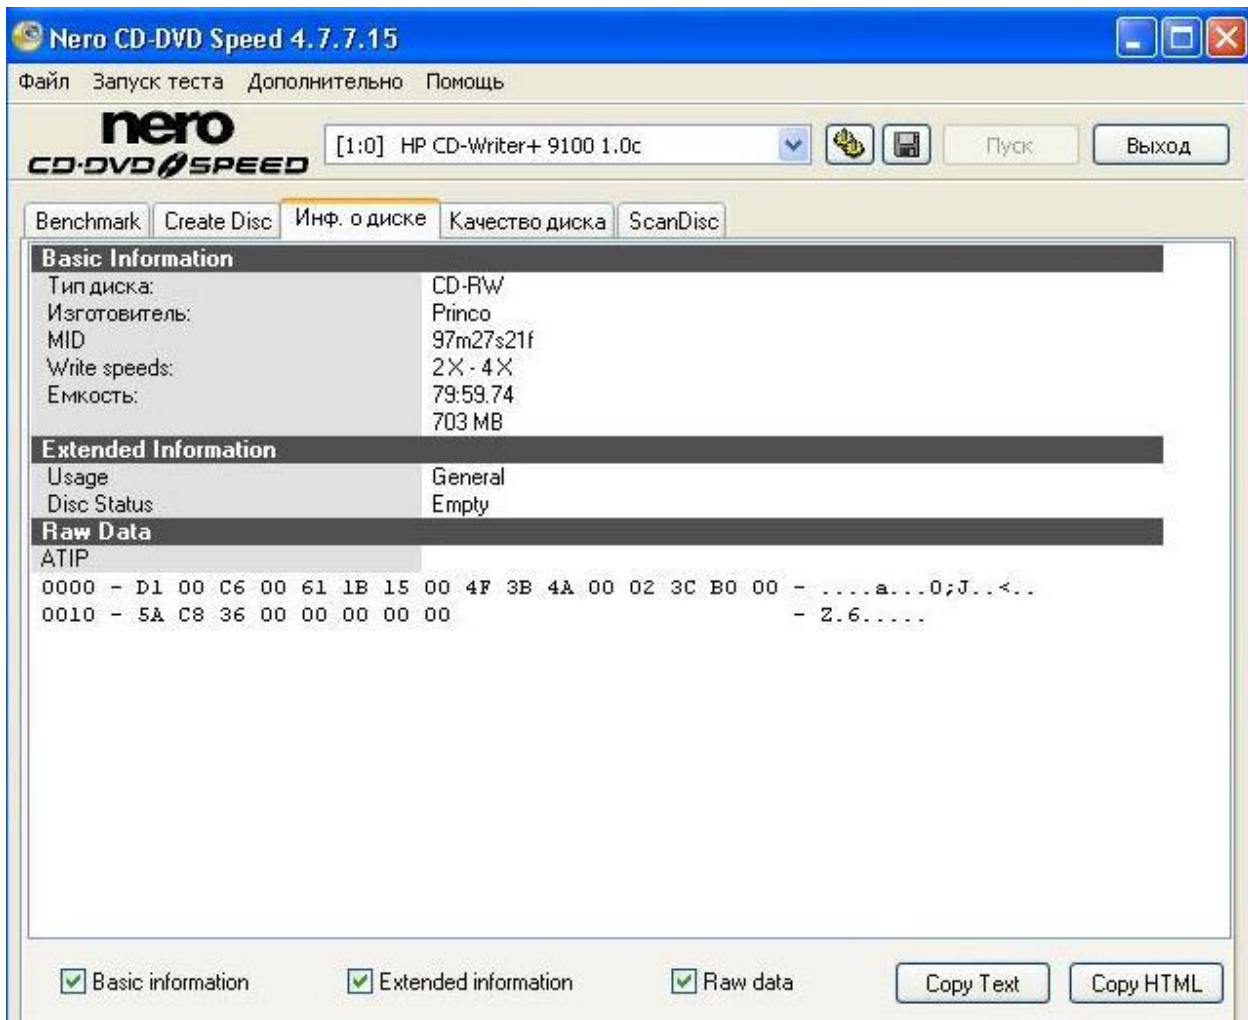 Nero CD-DVD Speed 4.7.7.15
Файл Запуск теста Дополнительно Помощь
nero
CD·DVD SPEED
[1:0] HP CD-Writer+ 9100 1.0c
Пуск
Выход
Benchmark Create Disc Инф. о диске Качество диска ScanDisc
Basic Information
Тип диска: CD-RW
Изготовитель: Princo
MID 97m27s21f
Write speeds: 2X - 4X
Емкость: 79:59.74
703 MB
Extended Information
Usage General
Disc Status Empty
Raw Data
ATIP
0000 - D1 00 C6 00 61 1B 15 00 4F 3B 4A 00 02 3C B0 00 - ....a...O;J..<..
0010 - 5A C8 36 00 00 00 00 00 - Z.6.....
Basic information Extended information Raw data Copy Text Copy HTML